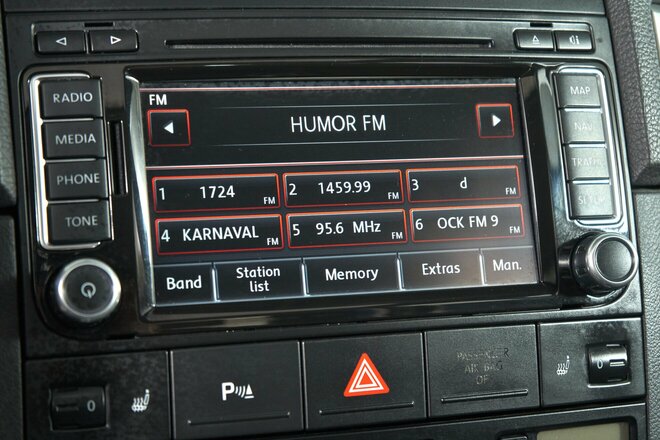 RADIO
MEDIA
PHONE
TONE
FM
HUMOR FM
1 1724 FM
2 1459.99 FM
3 d FM
4 KARNAVAL FM
5 95.6 MHz FM
6 OCK FM 9 FM
Band
Station
list
Memory
Extras
Man.
MAP
NAV
TRAFFIC
SETUP
0
P
PASSENGER
AIR BAG
OFF
0